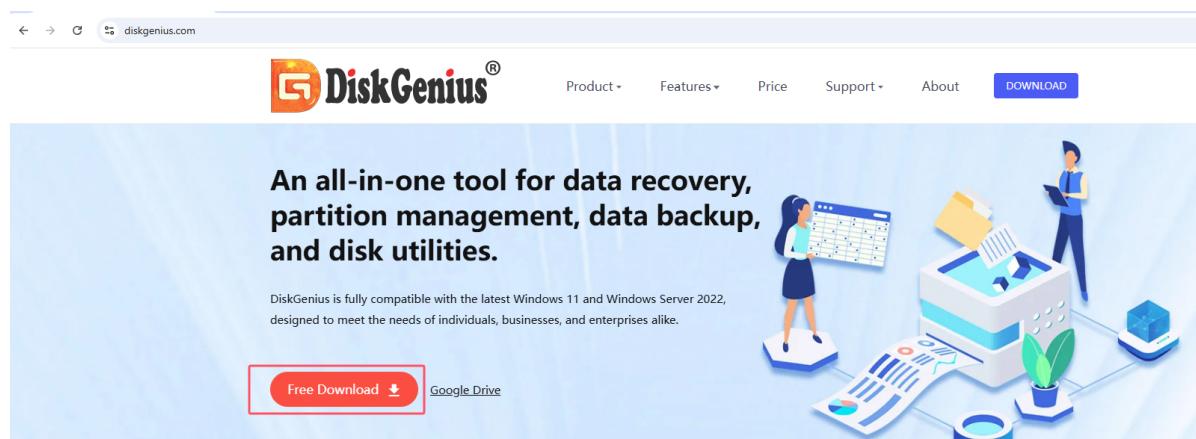 diskgenius.com
DiskGenius®
Product
Features
Price
Support
About
DOWNLOAD
An all-in-one tool for data recovery,
partition management, data backup,
and disk utilities.
DiskGenius is fully compatible with the latest Windows 11 and Windows Server 2022,
designed to meet the needs of individuals, businesses, and enterprises alike.
Free Download
Google Drive